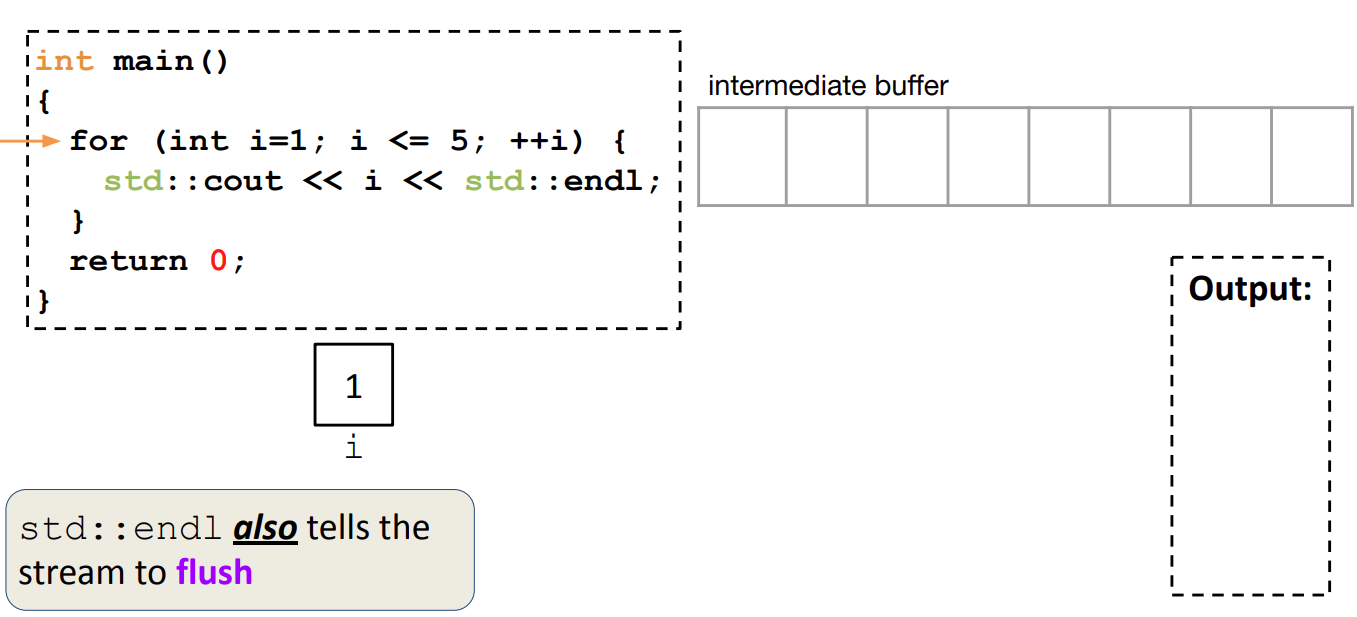 int main()
{
for (int i=1; i <= 5; ++i) {
std::cout << i << std::endl;
}
return 0;
}
intermediate buffer
Output:
1
i
std::endl also tells the
stream to flush